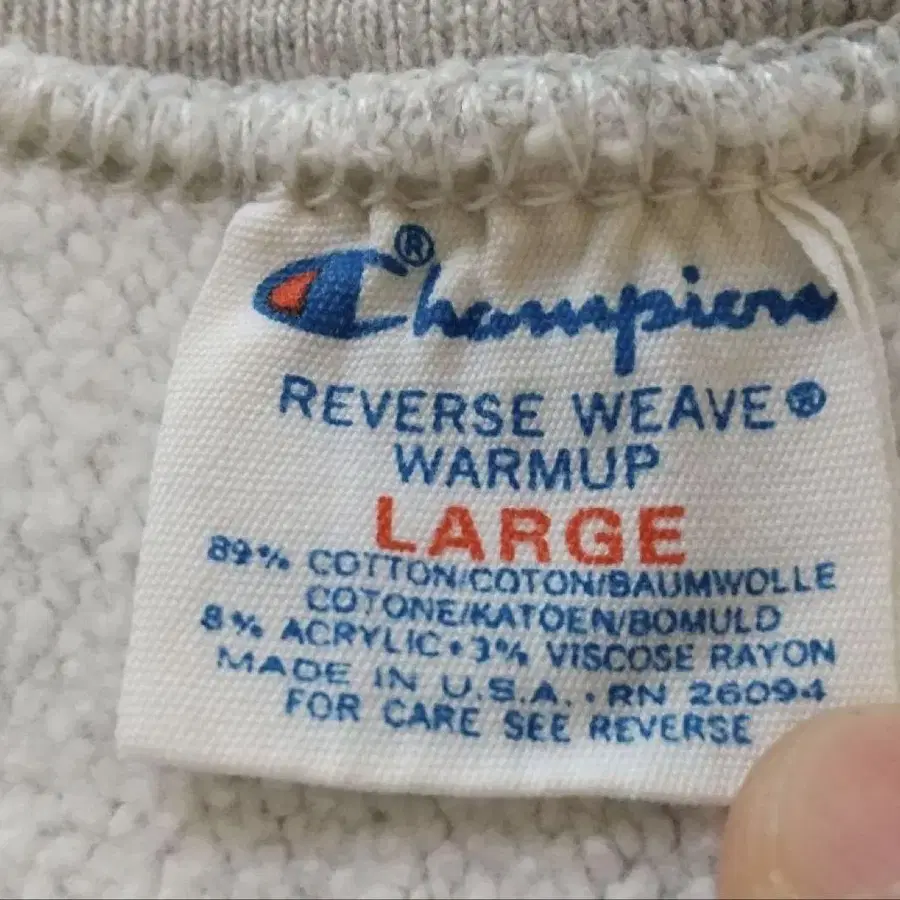 Champion®
REVERSE WEAVE®
WARMUP
LARGE
89% COTTON/COTON/BAUMWOLLE
COTONE/KATOEN/BOMULD
8% ACRYLIC • 3% VISCOSE RAYON
MADE IN U.S.A. • RN 26094
FOR CARE SEE REVERSE